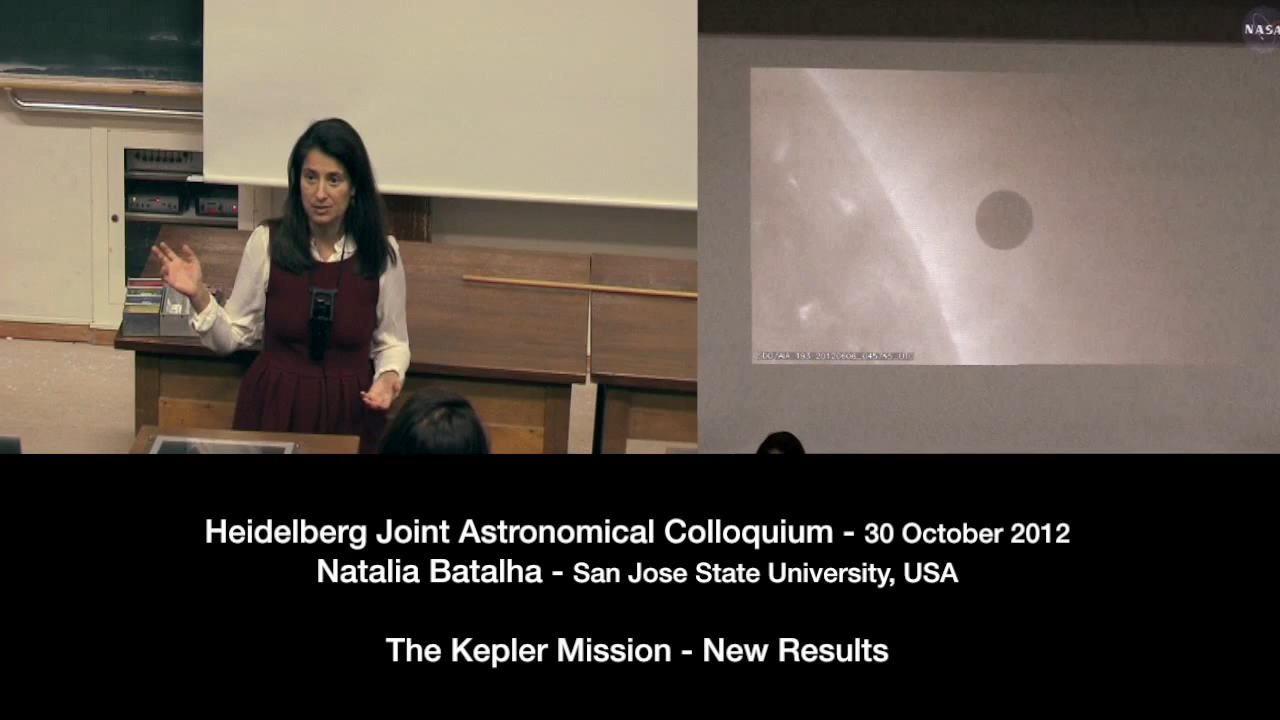 NASA
Heidelberg Joint Astronomical Colloquium - 30 October 2012
Natalia Batalha - San Jose State University, USA
The Kepler Mission - New Results